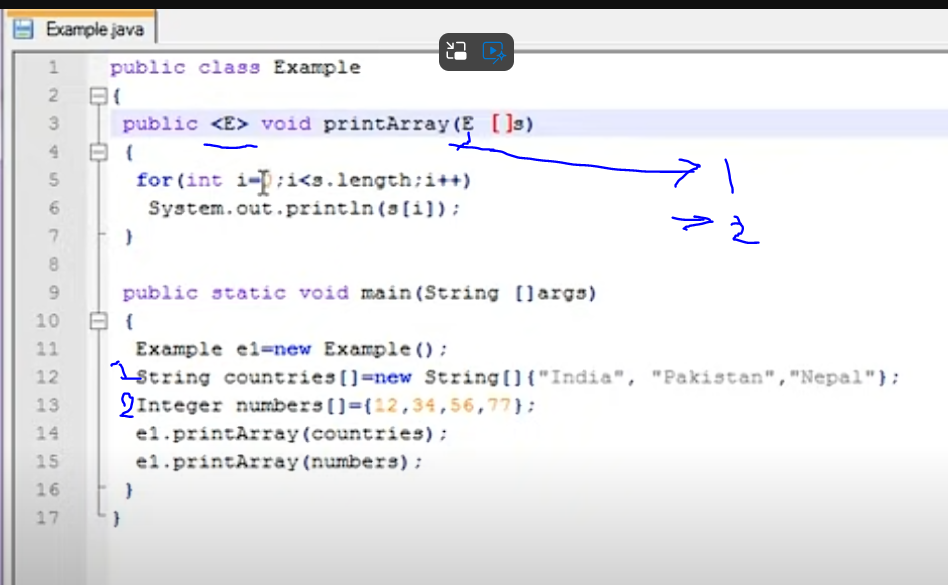 Example.java
1 public class Example
2 {
3 public <E> void printArray(E []s)
4 {
5 for(int i=0;i<s.length;i++)
6 System.out.println(s[i]);
7 }
8
9 public static void main(String []args)
10 {
11 Example e1=new Example();
12 String countries[]=new String[]{"India", "Pakistan","Nepal"};
13 Integer numbers[]={12,34,56,77};
14 e1.printArray(countries);
15 e1.printArray(numbers);
16 }
17 }
1
2
1
2